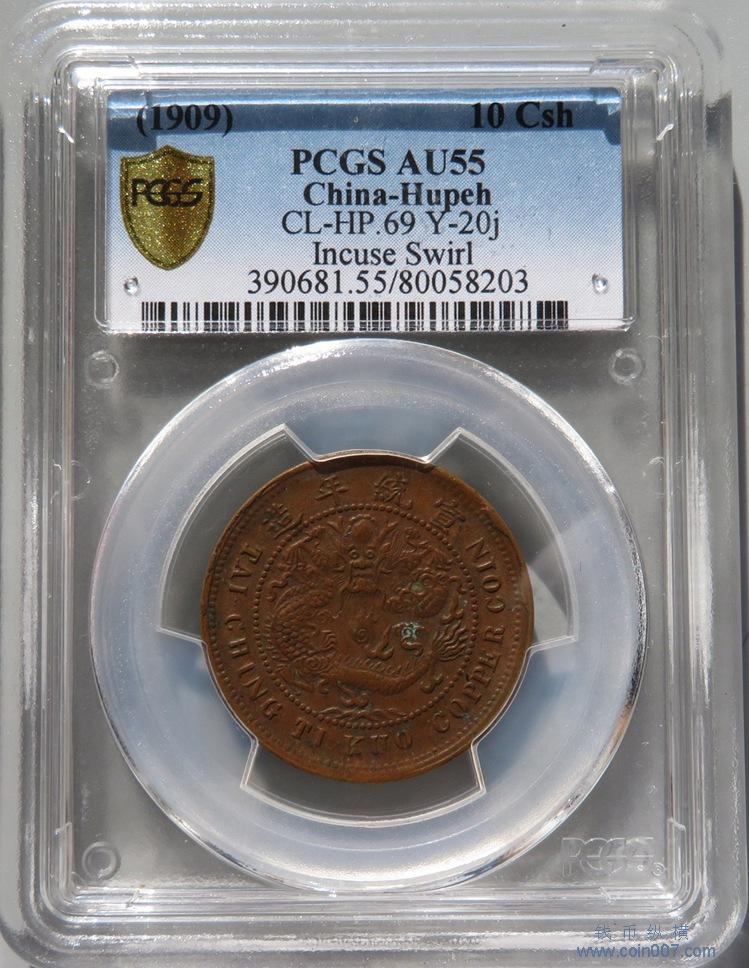 (1909) 10 Csh
PCGS
PCGS AU55
China-Hupeh
CL-HP.69 Y-20j
Incuse Swirl
390681.55/80058203
造年統宣
TAI CHING TI KUO COPPER COIN
PCGS
钱币纵横
www.coin007.com